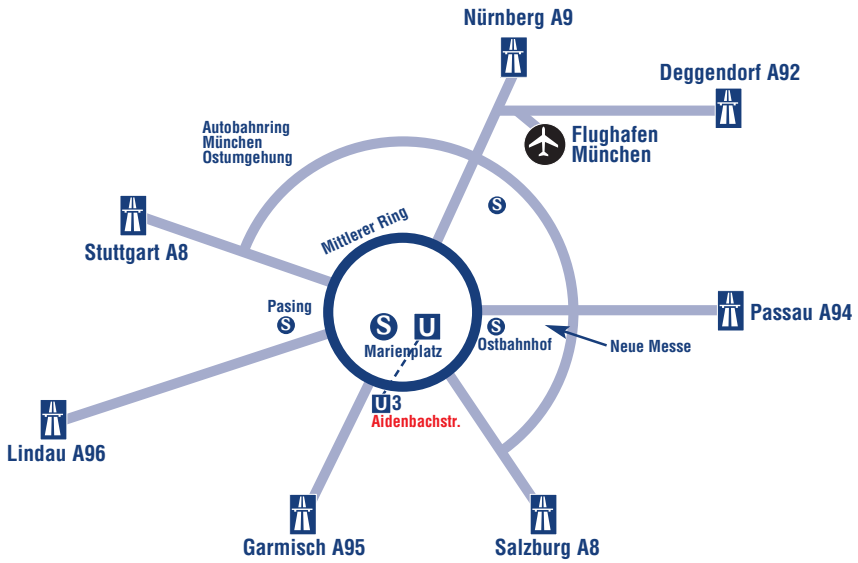 Nürnberg A9
Deggendorf A92
Autobahnring
München
Ostumgehung
Flughafen
München
S
Mittlerer Ring
Stuttgart A8
Pasing
S
S
U
Marienplatz
S
Ostbahnhof
Neue Messe
Passau A94
U3
Aidenbachstr.
Lindau A96
Garmisch A95
Salzburg A8